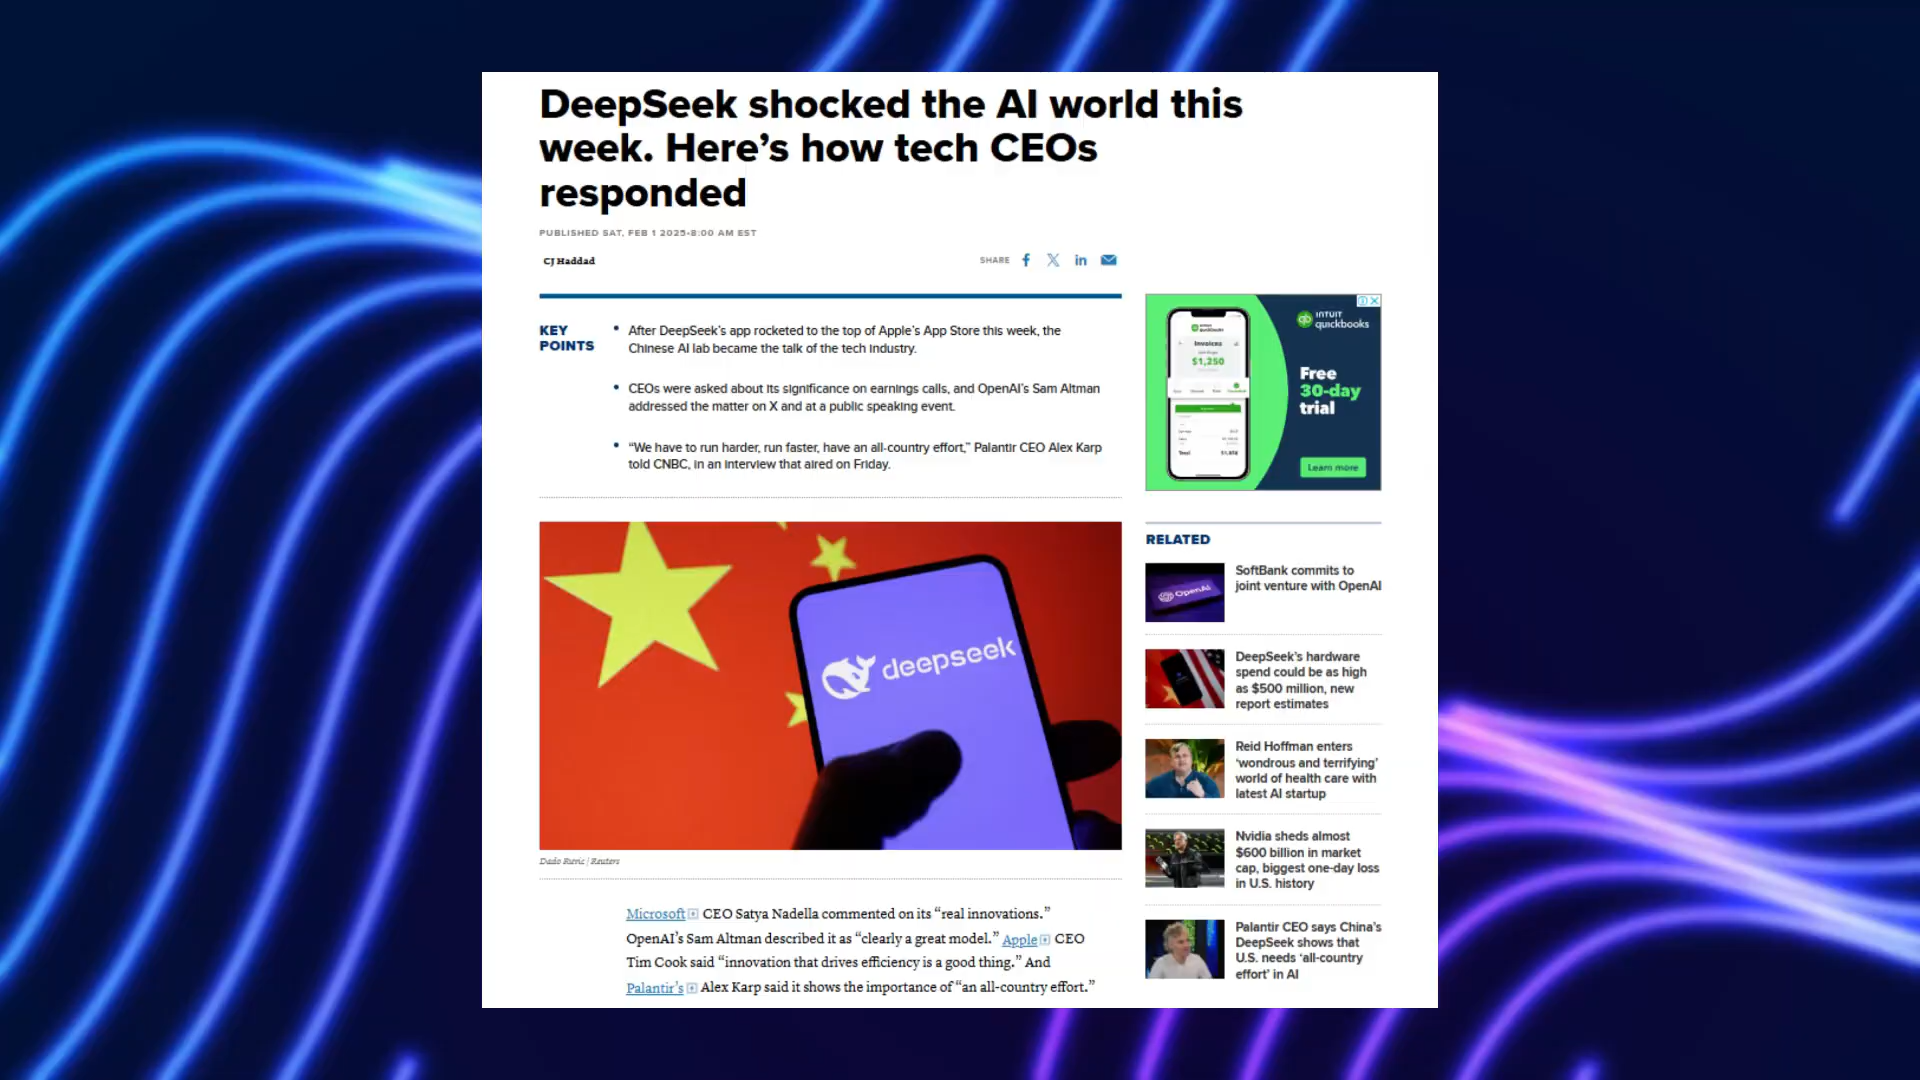 DeepSeek shocked the AI world this
week. Here’s how tech CEOs
responded
PUBLISHED SAT, FEB 1 2025•8:00 AM EST
CJ Haddad
SHARE
KEY
POINTS
• After DeepSeek’s app rocketed to the top of Apple’s App Store this week, the
Chinese AI lab became the talk of the tech industry.
• CEOs were asked about its significance on earnings calls, and OpenAI’s Sam Altman
addressed the matter on X and at a public speaking event.
• “We have to run harder, run faster, have an all-country effort,” Palantir CEO Alex Karp
told CNBC, in an interview that aired on Friday.
INTUIT
quickbooks
Invoices
$1,250
Total
Free
30-day
trial
Learn more
deepseek
Dado Ruvic | Reuters
Microsoft CEO Satya Nadella commented on its “real innovations.”
OpenAI’s Sam Altman described it as “clearly a great model.” Apple CEO
Tim Cook said “innovation that drives efficiency is a good thing.” And
Palantir’s Alex Karp said it shows the importance of “an all-country effort.”
RELATED
OpenAI
SoftBank commits to
joint venture with OpenAI
DeepSeek’s hardware
spend could be as high
as $500 million, new
report estimates
Reid Hoffman enters
‘wondrous and terrifying’
world of health care with
latest AI startup
Nvidia sheds almost
$600 billion in market
cap, biggest one-day loss
in U.S. history
Palantir CEO says China’s
DeepSeek shows that
U.S. needs ‘all-country
effort’ in AI